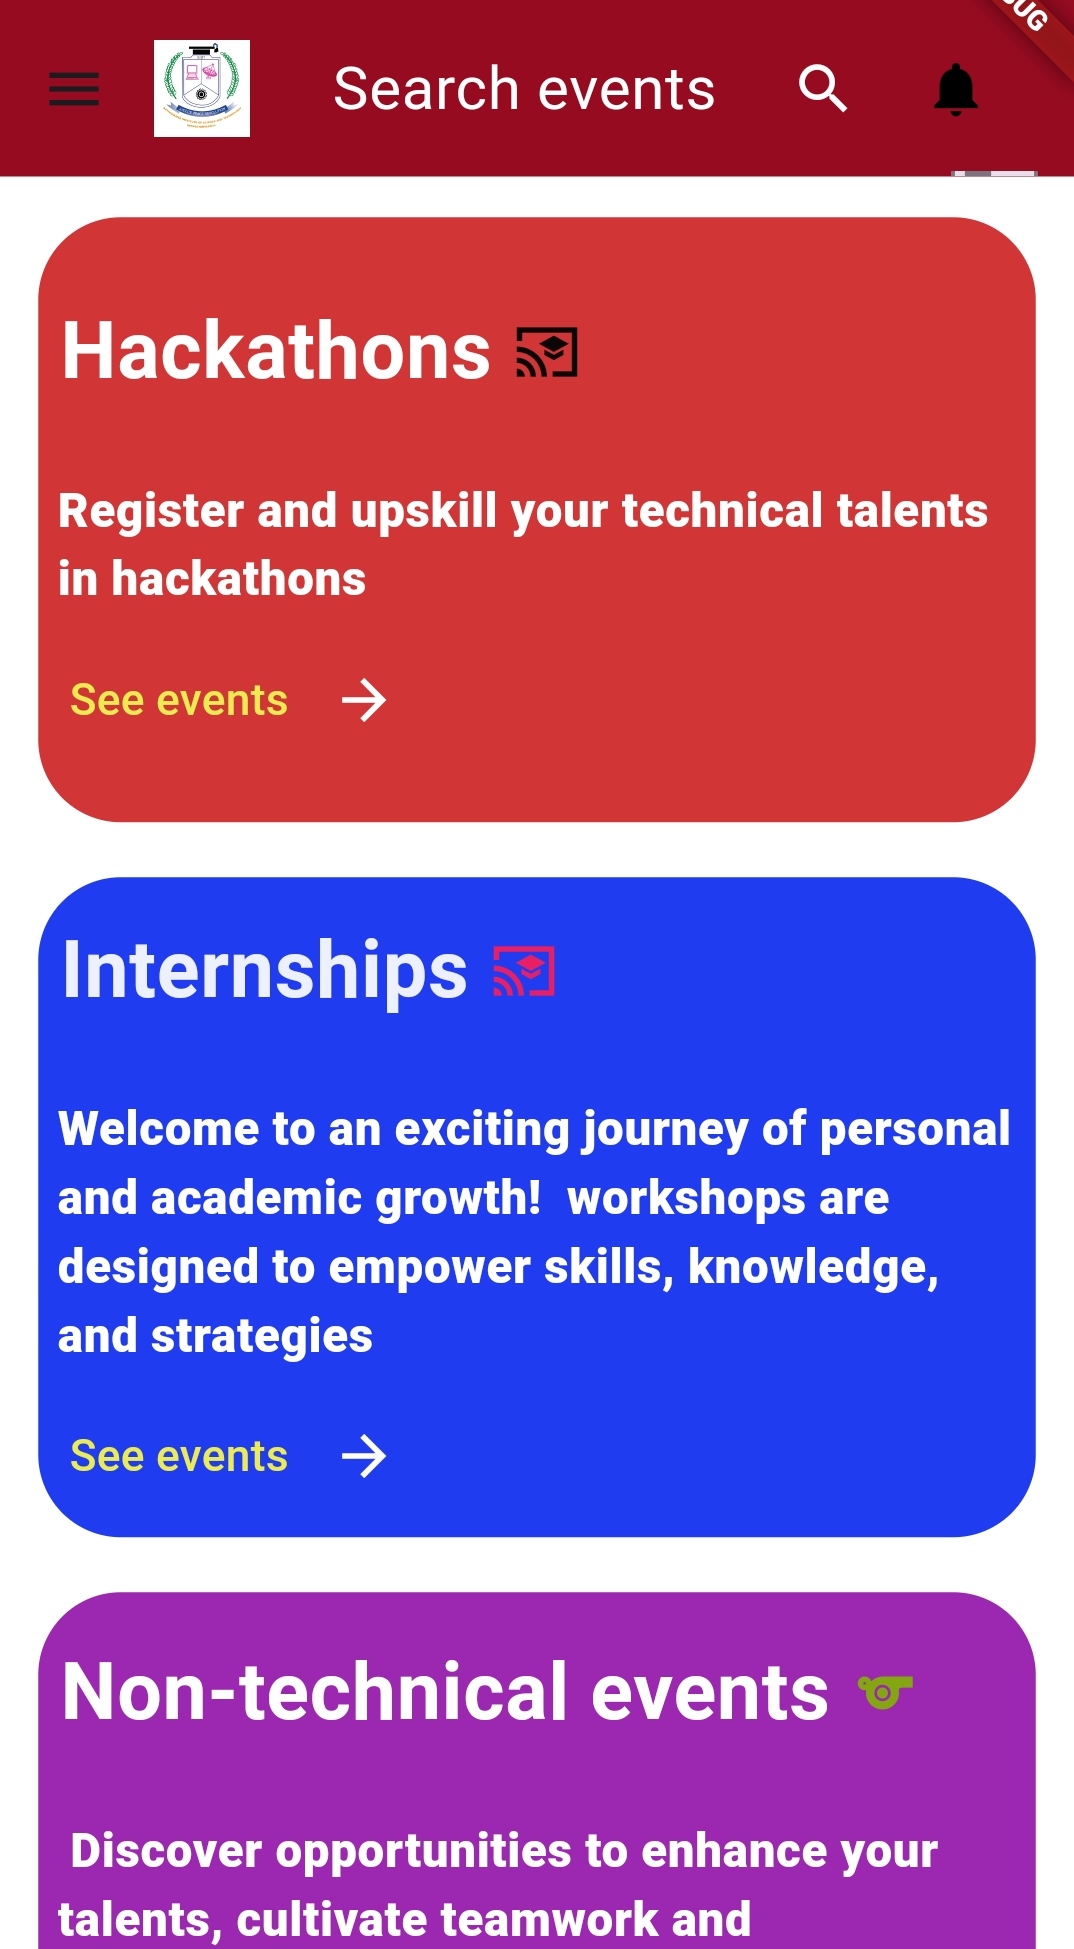 Search events
Hackathons
Register and upskill your technical talents
in hackathons
See events
Internships
Welcome to an exciting journey of personal
and academic growth!  workshops are
designed to empower skills, knowledge,
and strategies
See events
Non-technical events
Discover opportunities to enhance your
talents, cultivate teamwork and